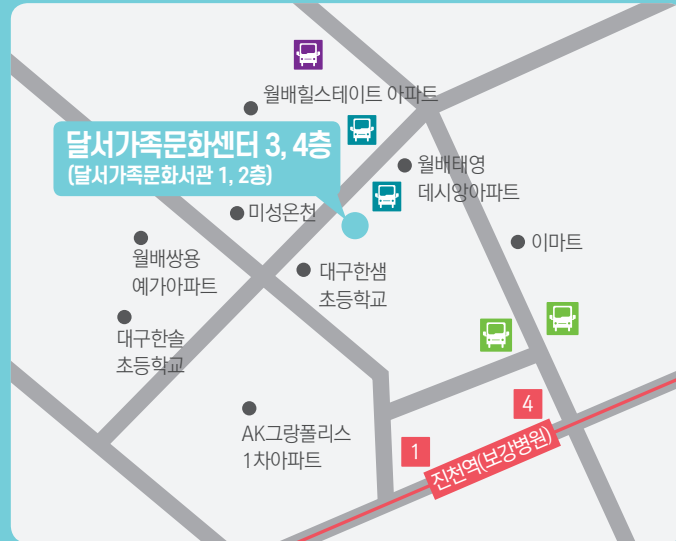 월배힐스테이트 아파트
달서가족문화센터 3, 4층
(달서가족문화서관 1, 2층)
월배태영
데시앙아파트
미성온천
이마트
월배쌍용
예가아파트
대구한샘
초등학교
대구한솔
초등학교
4
AK그랑폴리스
1차아파트
1
진천역(보강병원)